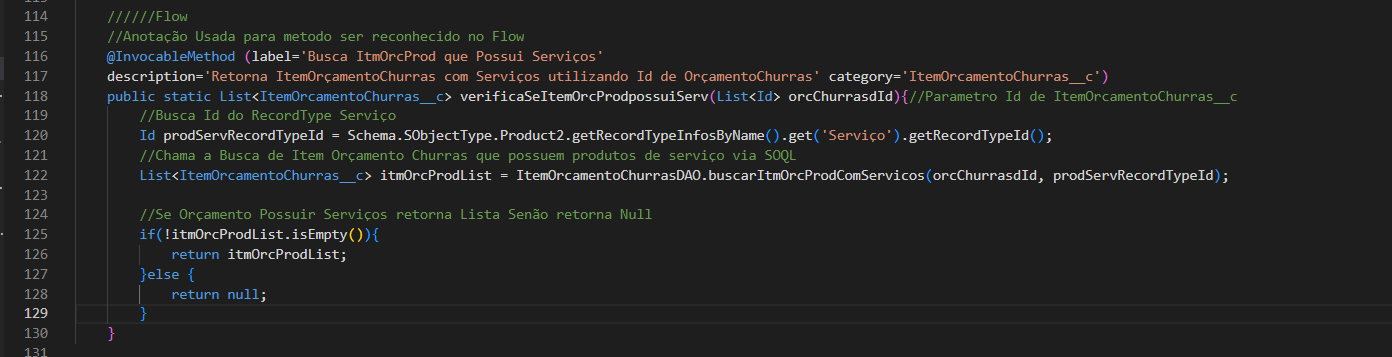 114 //////Flow
115 //Anotação Usada para metodo ser reconhecido no Flow
116 @InvocableMethod (label='Busca ItmOrcProd que Possui Serviços'
117 description='Retorna ItemOrçamentoChurras com Serviços utilizando Id de OrçamentoChurras' category='ItemOrcamentoChurras__c')
118 public static List<ItemOrcamentoChurras__c> verificaSeItemOrcProdpossuiServ(List<Id> orcChurrasdId){//Parametro Id de ItemOrcamentoChurras__c
119 //Busca Id do RecordType Serviço
120 Id prodServRecordTypeId = Schema.SObjectType.Product2.getRecordTypeInfosByName().get('Serviço').getRecordTypeId();
121 //Chama a Busca de Item Orçamento Churras que possuem produtos de serviço via SOQL
122 List<ItemOrcamentoChurras__c> itmOrcProdList = ItemOrcamentoChurrasDAO.buscarItmOrcProdComServicos(orcChurrasdId, prodServRecordTypeId);
123
124 //Se Orçamento Possuir Serviços retorna Lista Senão retorna Null
125 if(!itmOrcProdList.isEmpty()){
126 return itmOrcProdList;
127 }else {
128 return null;
129 }
130 }
131